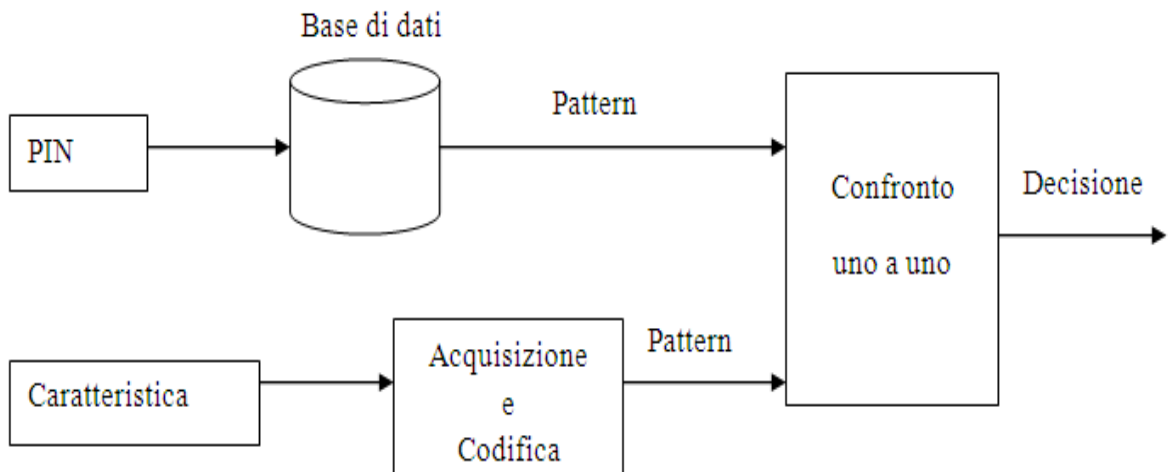 Base di dati
Pattern
PIN
Confronto
uno a uno
Decisione
Pattern
Acquisizione
e
Codifica
Caratteristica